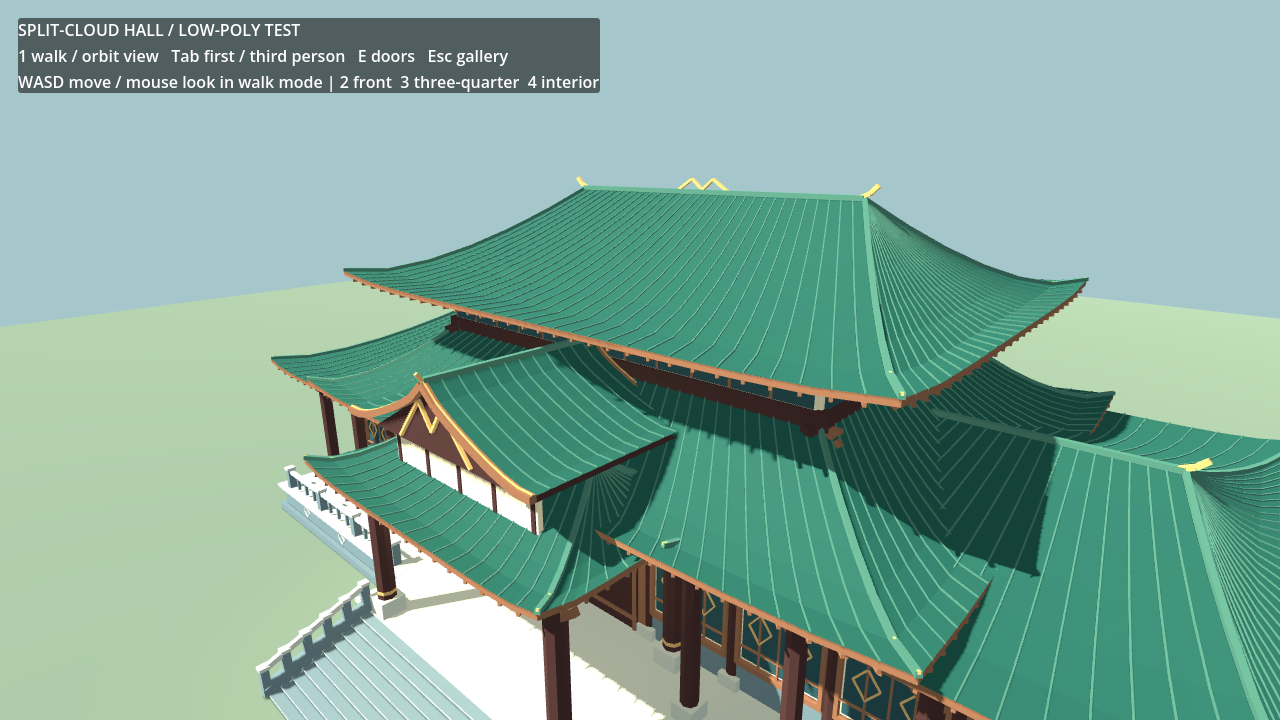 SPLIT-CLOUD HALL / LOW-POLY TEST
1 walk / orbit view   Tab first / third person   E doors   Esc gallery
WASD move / mouse look in walk mode | 2 front  3 three-quarter  4 interior